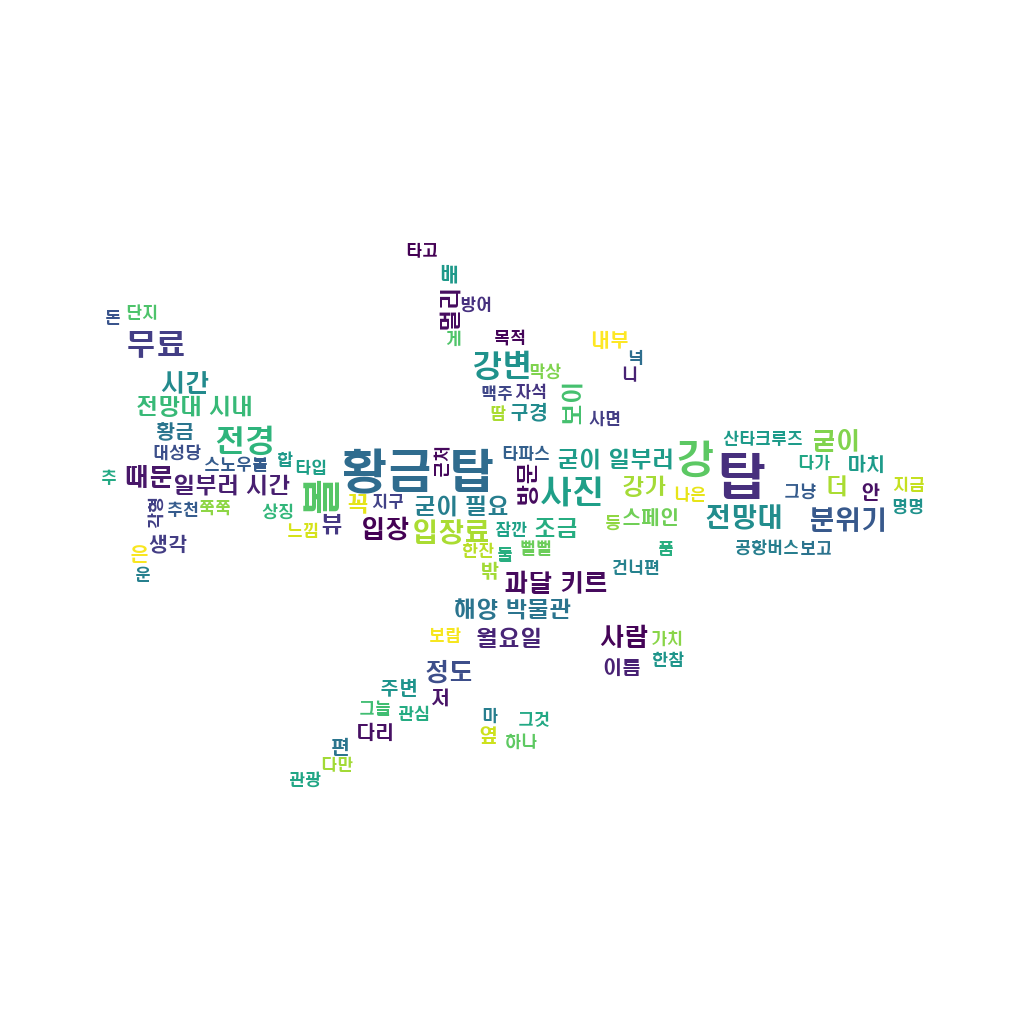 타고
배
멀리
방어
돈
단지
게
목적
무료
내부
강변
막상
녁
니
시간
맥주
자석
보이
전망대 시내
땀
구경
사면
황금
전경
산타크루즈
굳이
대성당
스노우볼
합
타입
황금 탑
근처
타파스
굳이 일부러
강
탑
다가
마치
추
때문
일부러 시간
볼
꼭
지구
굳이 필요
방문
사진
강가
나은
그냥
더
안
지금
명명
각형
추천
쭉쭉
상징
느낌
뷰
입장
입장료
잠깐
조금
등
스페인
전망대
분위기
은
생각
운
한잔
둘
뻘뻘
밖
품
건너편
공항버스
보고
과달 키르
해양 박물관
보람
월요일
사람
가치
정도
이름
한참
주변
저
그늘
관심
마
그것
다리
옆
하나
편
다만
관광